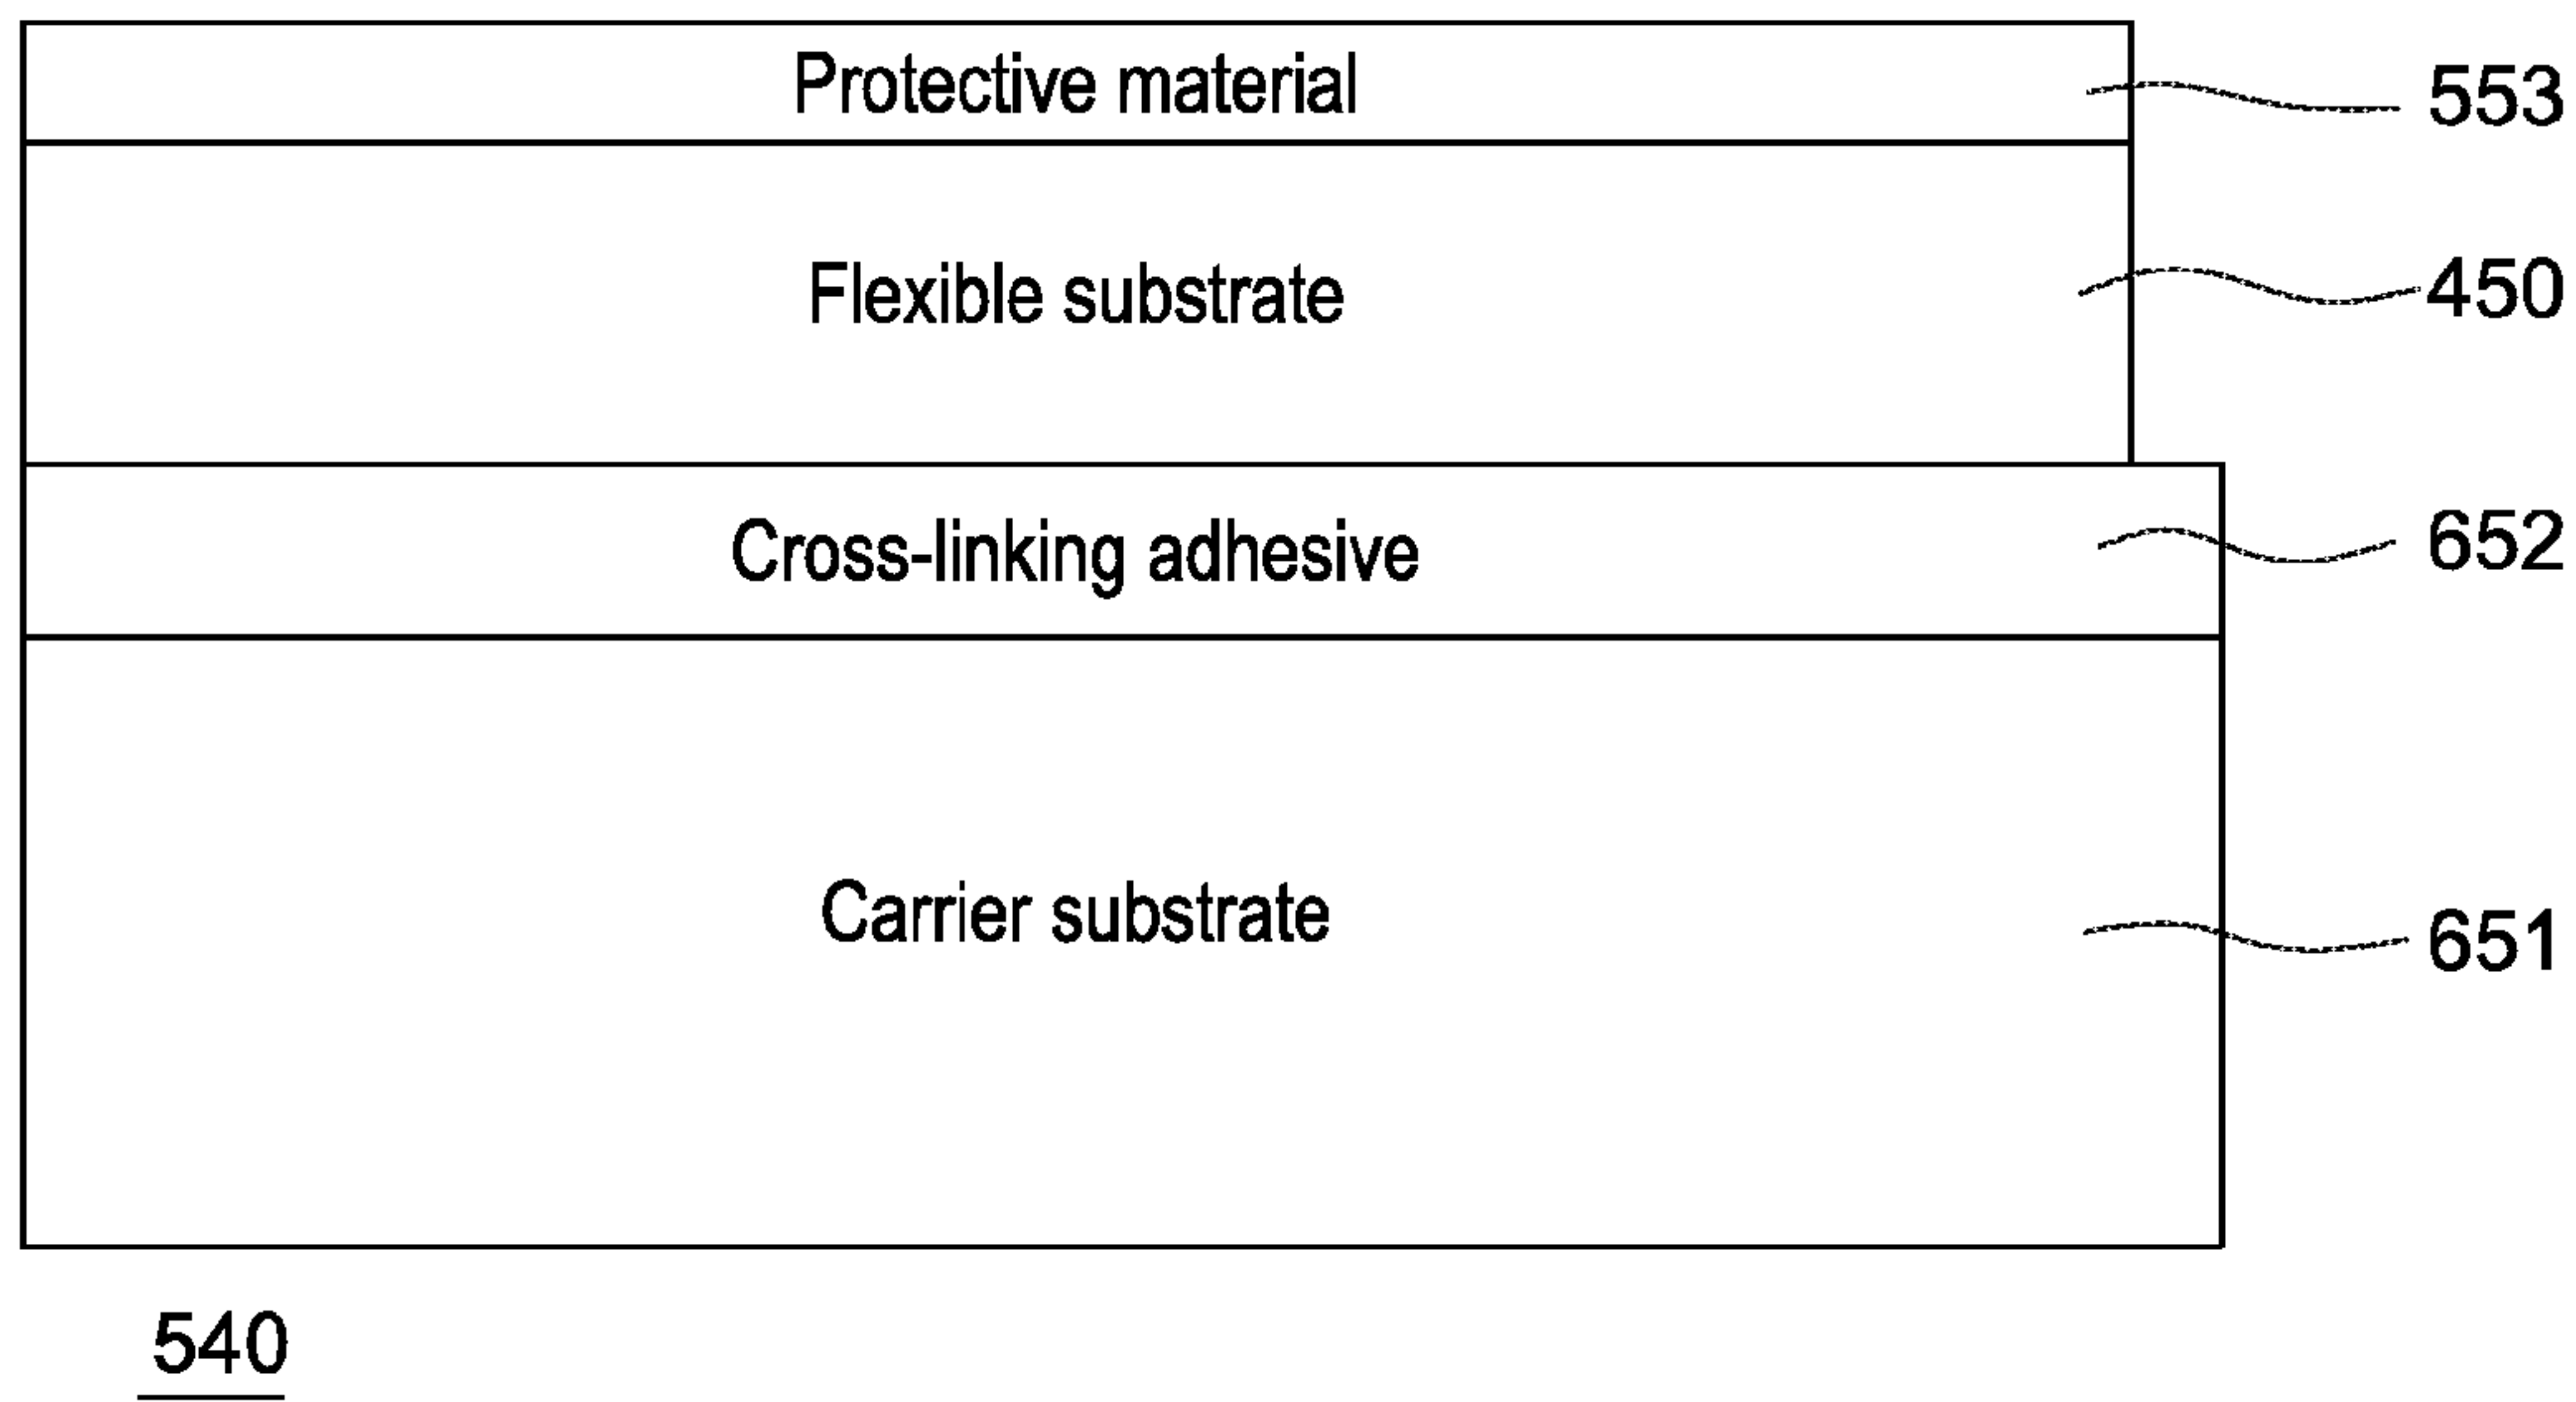 Protective material
553
Flexible substrate
450
Cross-linking adhesive
652
Carrier substrate
651
540